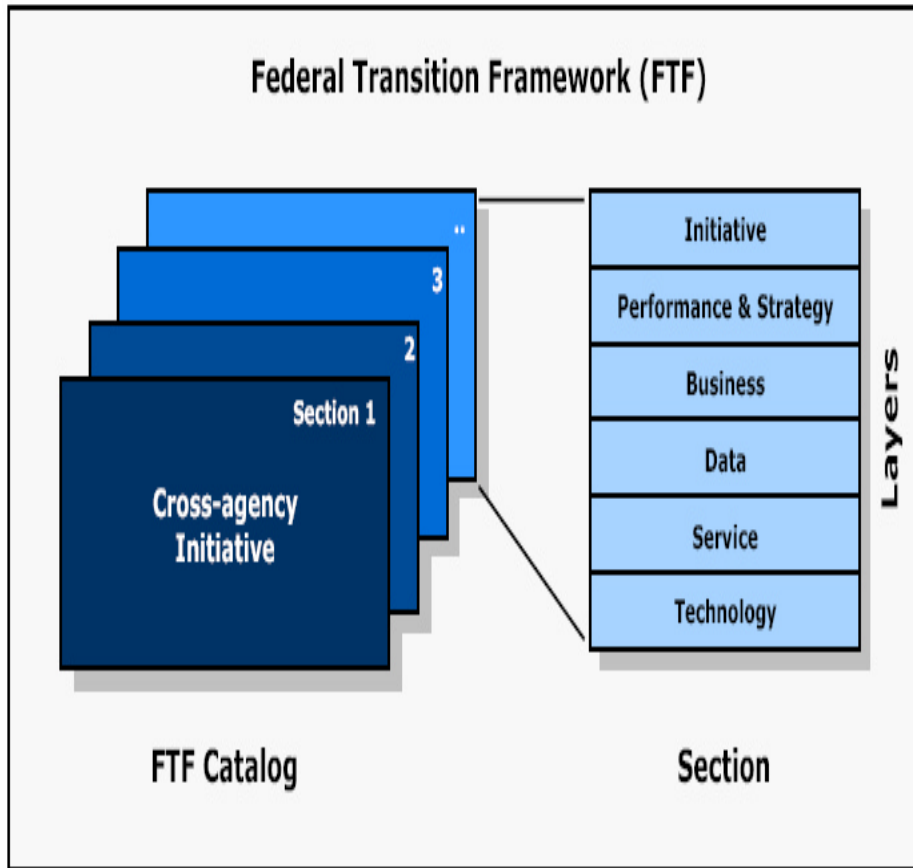 Federal Transition Framework (FTF)
..
3
2
Section 1
Cross-agency
Initiative
Initiative
Performance & Strategy
Business
Data
Service
Technology
Layers
FTF Catalog
Section